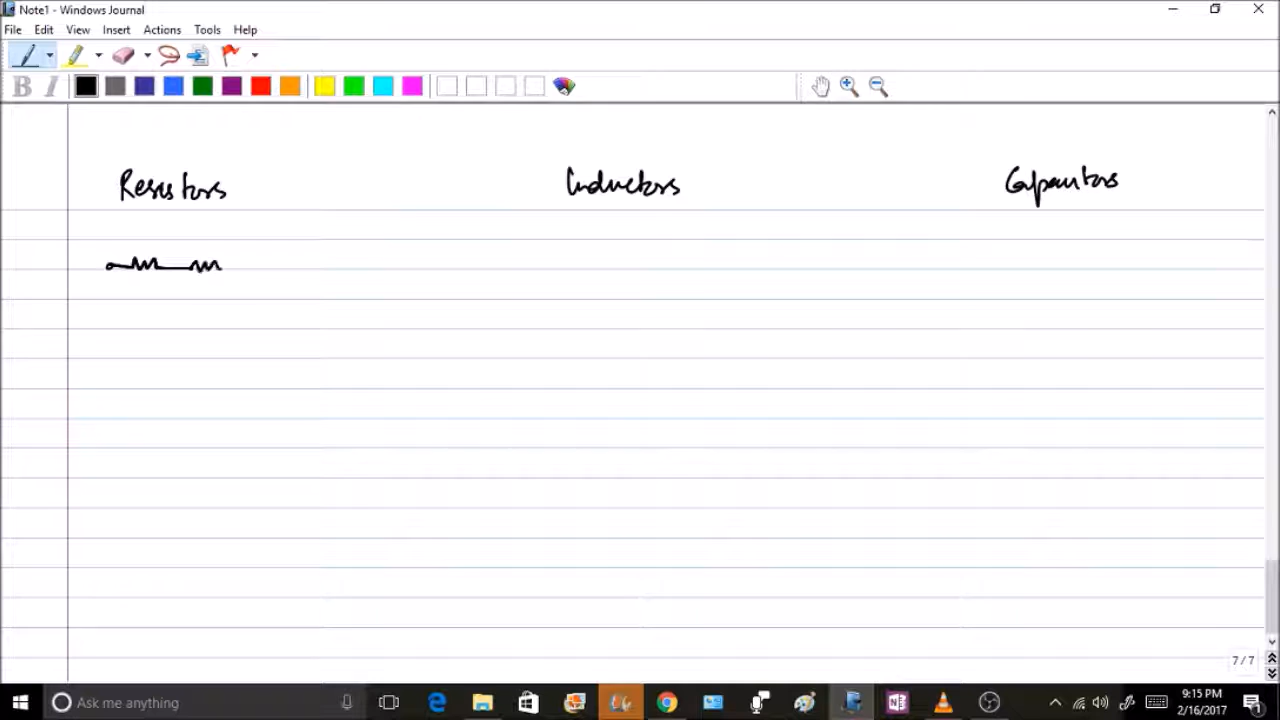 Note1 - Windows Journal
File Edit View Insert Actions Tools Help
B I
Resistors Inductors Capacitors
7 / 7
Ask me anything
9:15 PM
2/16/2017